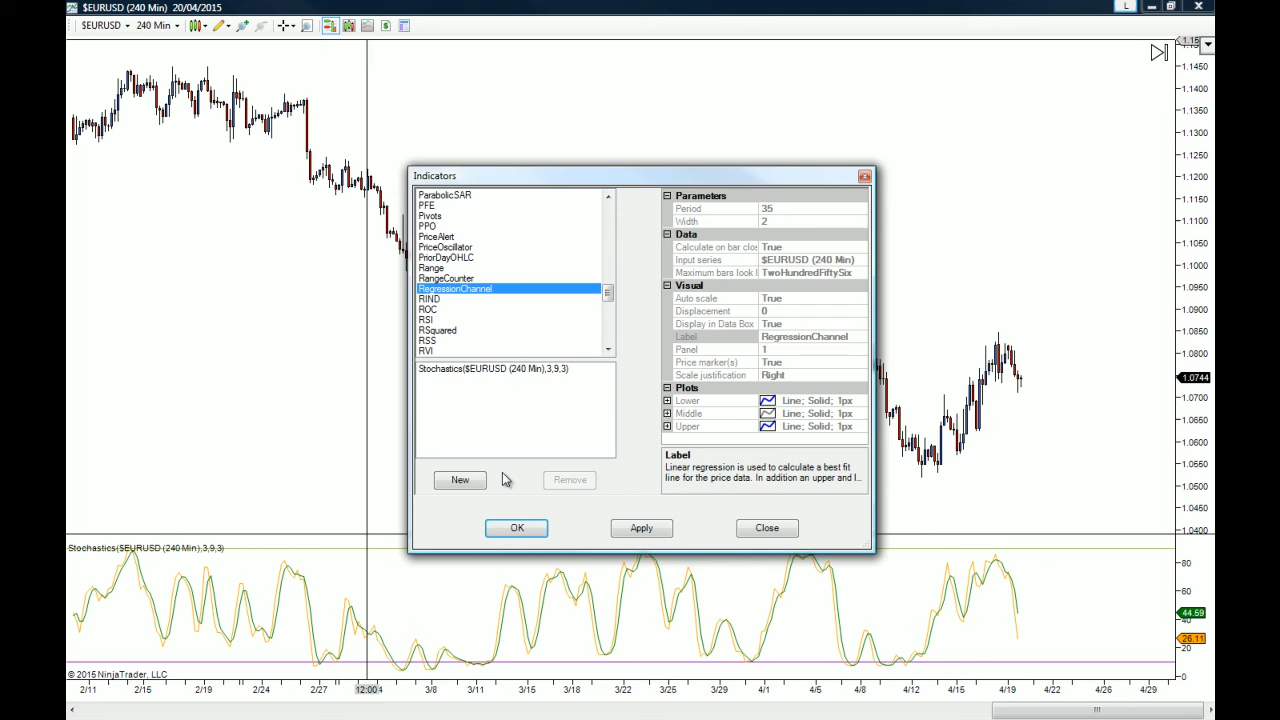 $EURUSD (240 Min) 20/04/2015
L
$EURUSD
240 Min
1.1450
1.1400
1.1350
1.1300
1.1250
1.1200
1.1150
1.1100
1.1050
1.1000
1.0950
1.0900
1.0850
1.0800
1.0744
1.0700
1.0650
1.0600
1.0550
1.0500
1.0450
1.0400
Indicators
ParabolicSAR
PFE
Pivots
PPO
PriceAlert
PriceOscillator
PriorDayOHLC
Range
RangeCounter
RegressionChannel
RIND
ROC
RSI
RSquared
RSS
RVI
Stochastics($EURUSD (240 Min),3,9,3)
New
Remove
Parameters
Period 35
Width 2
Data
Calculate on bar clos True
Input series $EURUSD (240 Min)
Maximum bars look l TwoHundredFiftySix
Visual
Auto scale True
Displacement 0
Display in Data Box True
Label RegressionChannel
Panel 1
Price marker(s) True
Scale justification Right
Plots
Lower Line; Solid; 1px
Middle Line; Solid; 1px
Upper Line; Solid; 1px
Label
Linear regression is used to calculate a best fit
line for the price data. In addition an upper and l...
OK
Apply
Close
Stochastics($EURUSD (240 Min),3,9,3)
80
60
44.59
40
26.11
20
0
© 2015 NinjaTrader, LLC
2/11 2/15 2/19 2/24 2/27 12:00 3/8 3/11 3/15 3/18 3/22 3/25 3/29 4/1 4/5 4/8 4/12 4/15 4/19 4/22 4/26 4/29